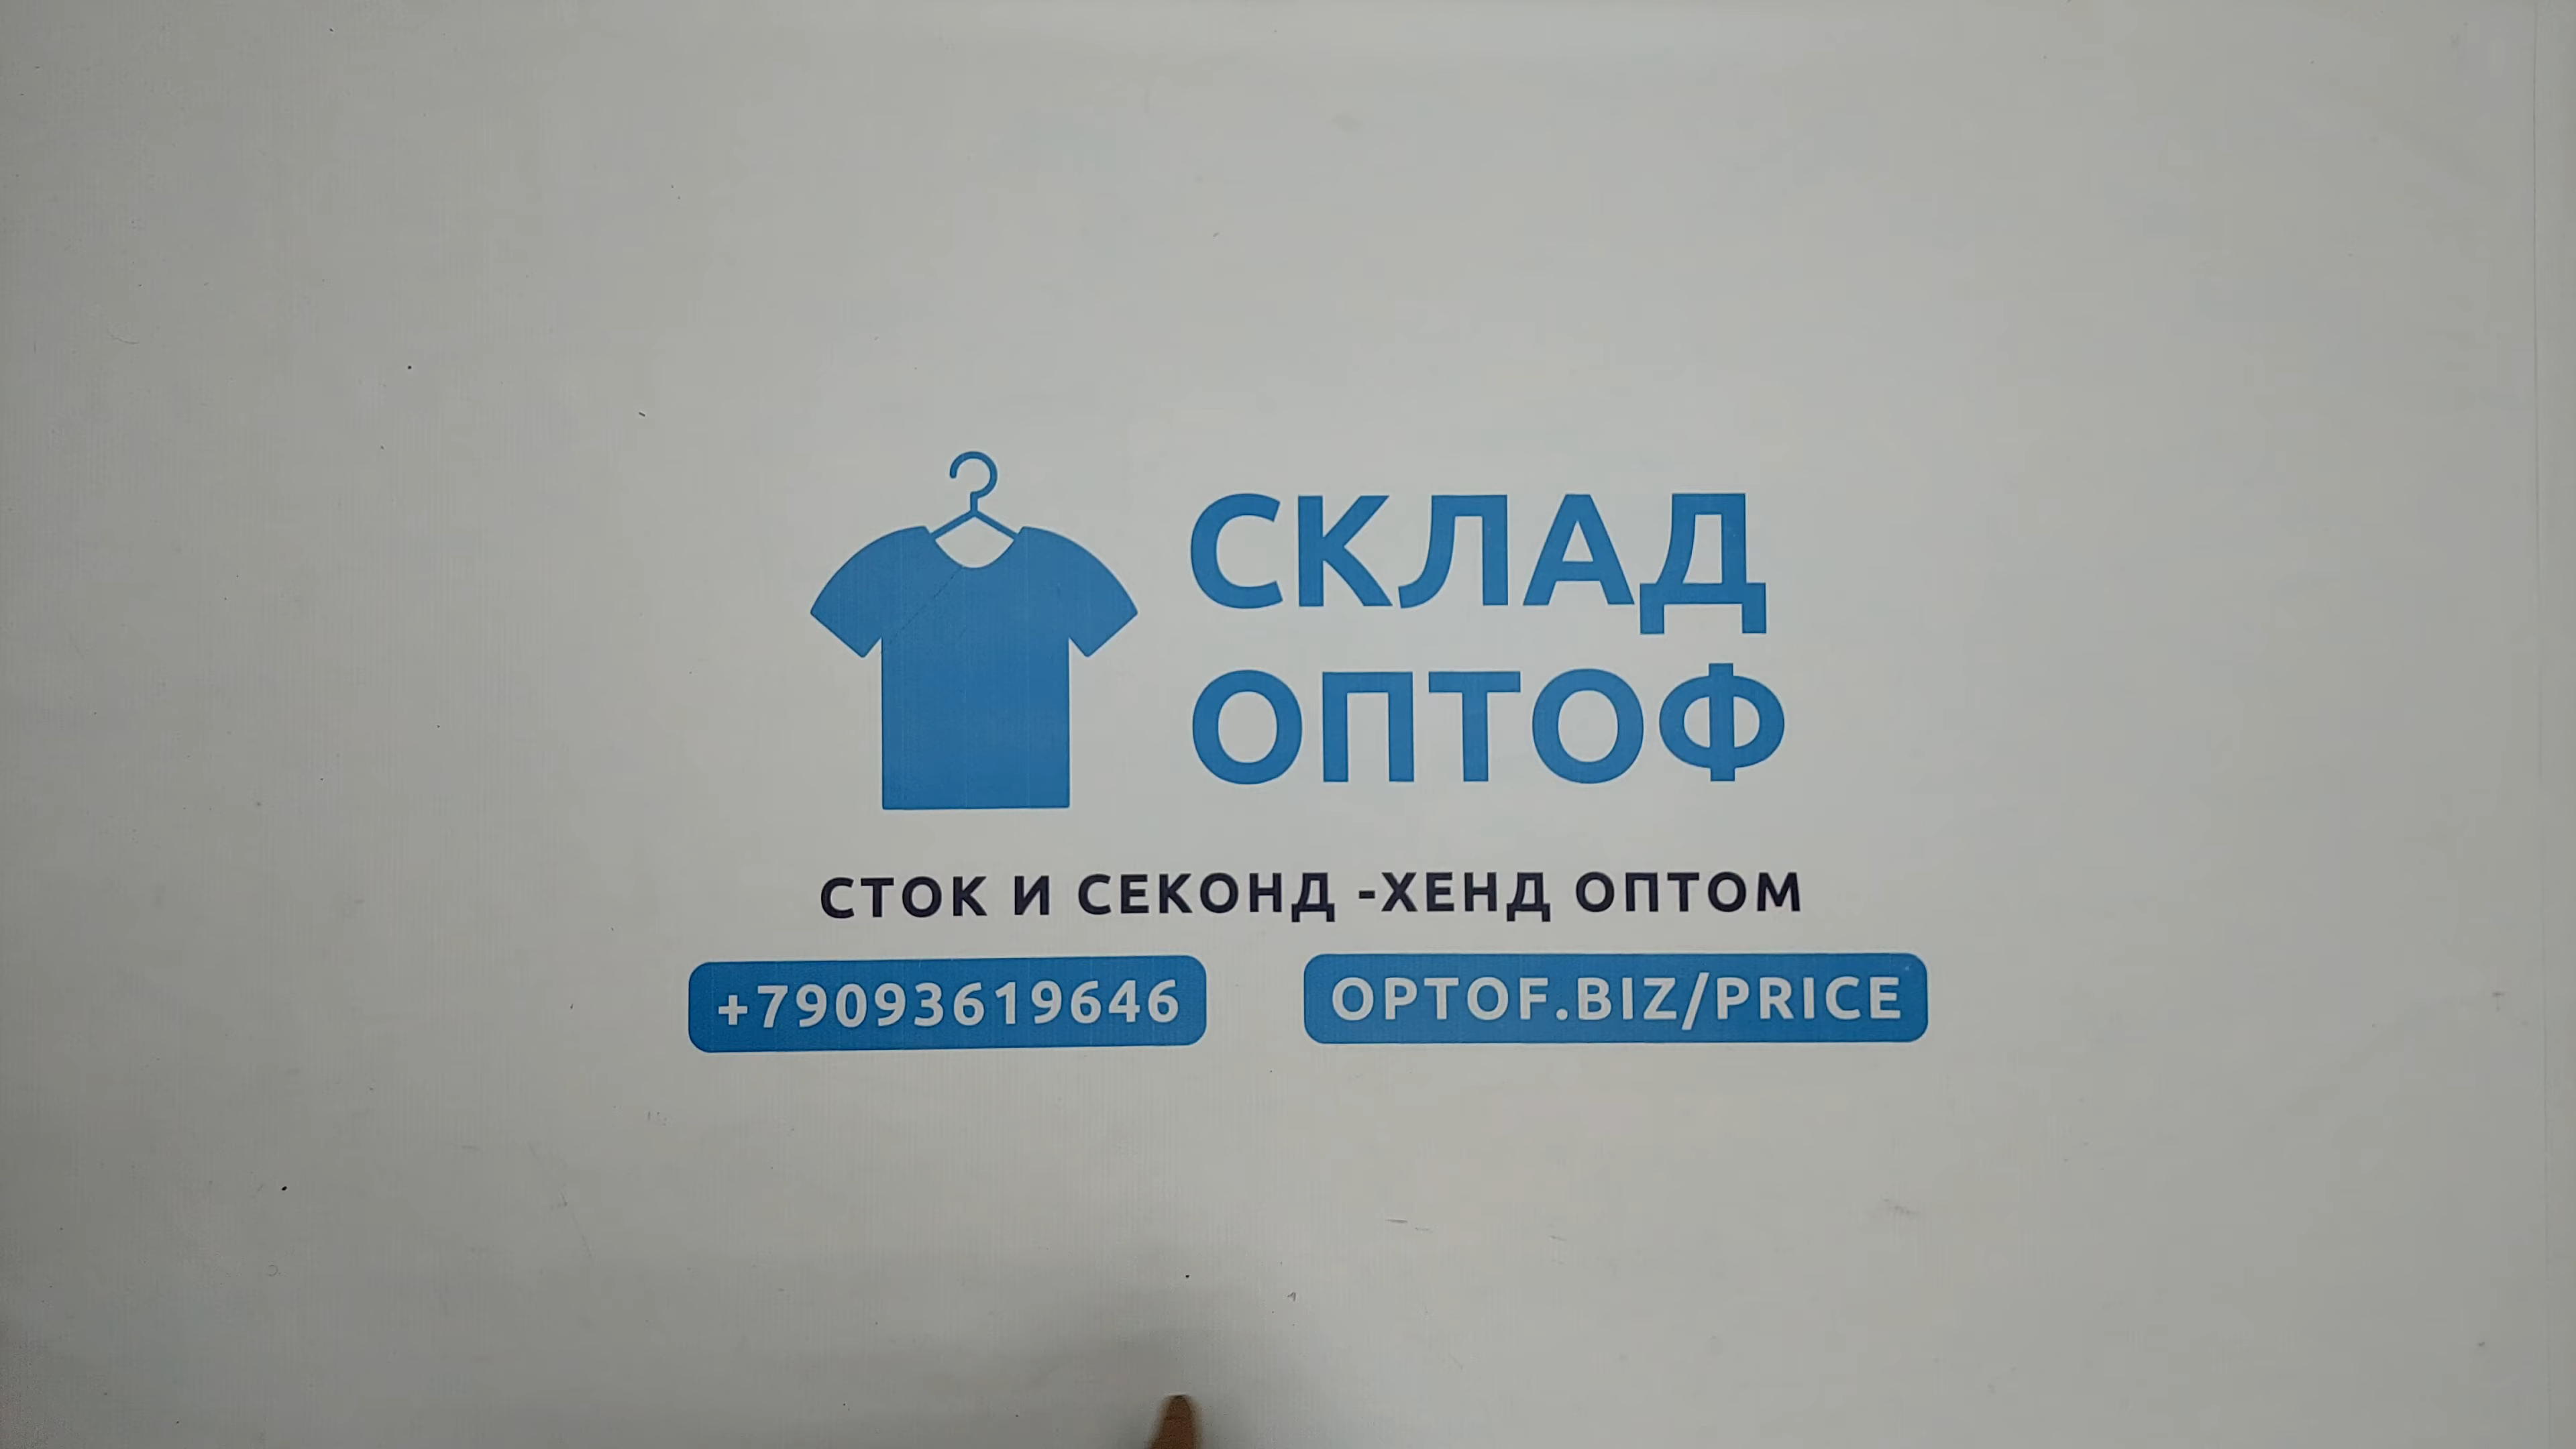 СКЛАД
ОПТОФ
СТОК И СЕКОНД -ХЕНД ОПТОМ
+79093619646
OPTOF.BIZ/PRICE